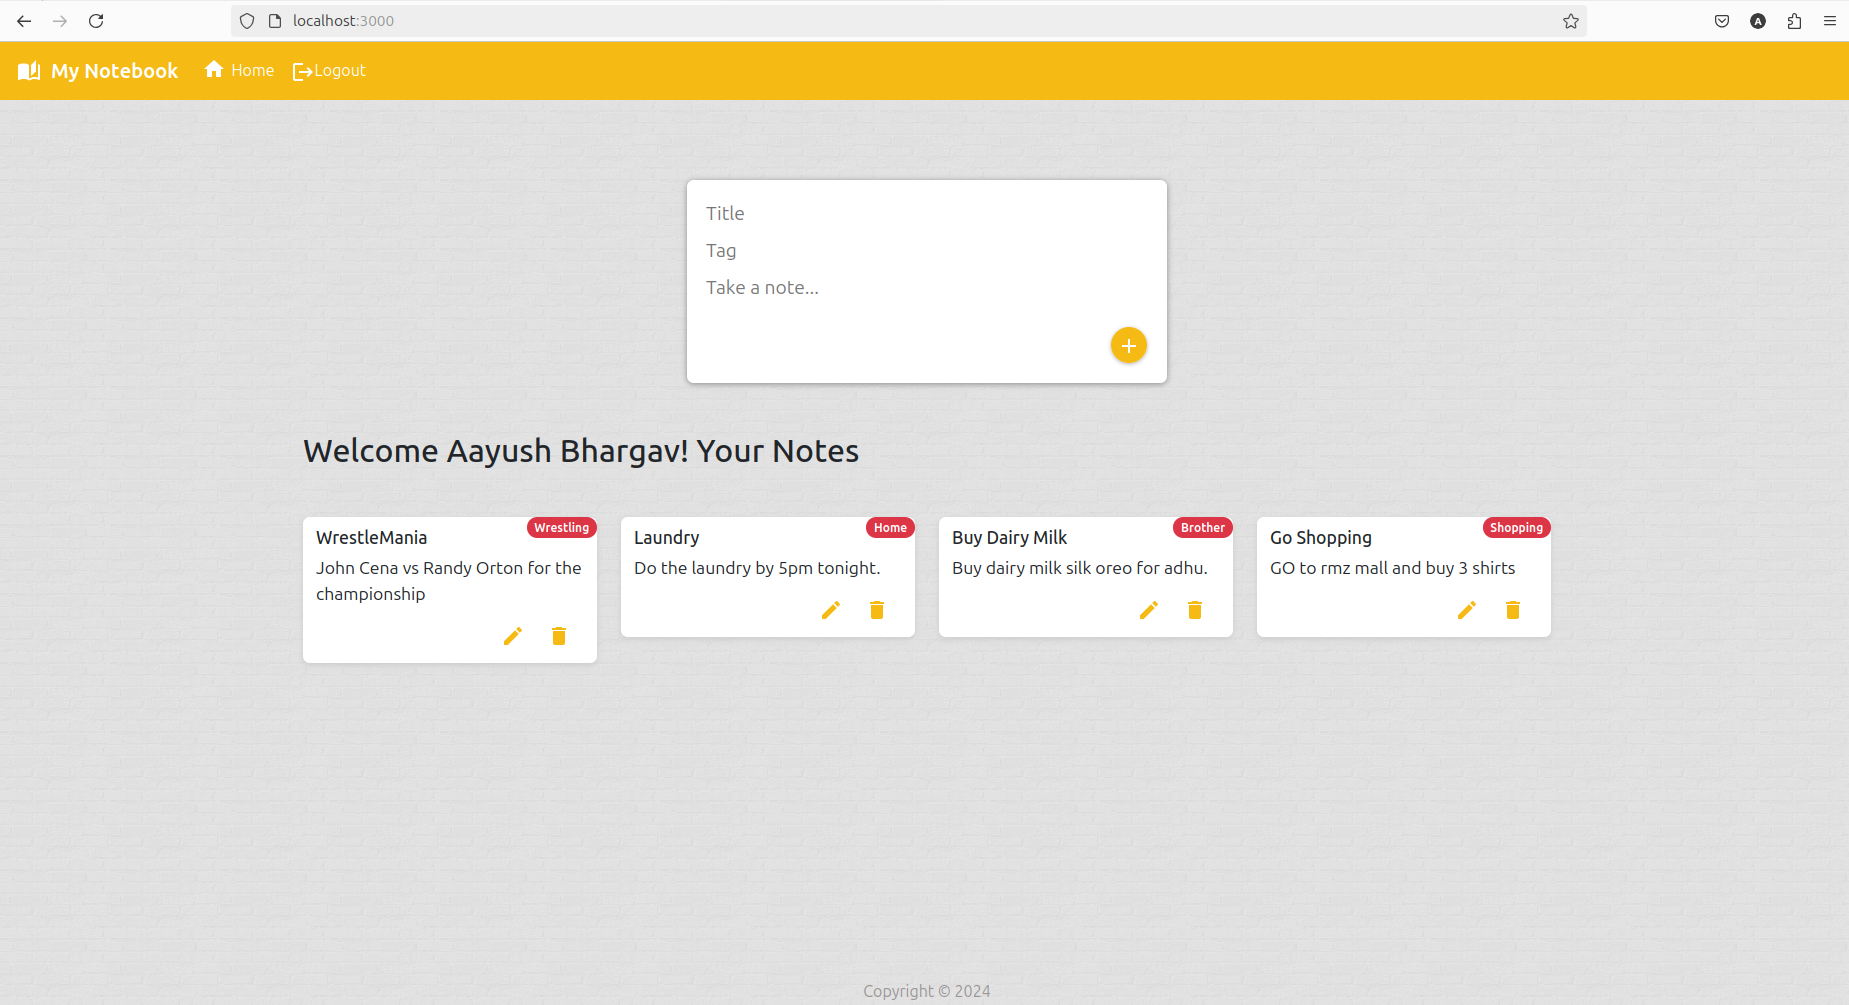 localhost:3000
A
My Notebook
Home
Logout
Title
Tag
Take a note...
Welcome Aayush Bhargav! Your Notes
WrestleMania
Wrestling
John Cena vs Randy Orton for the
championship
Laundry
Home
Do the laundry by 5pm tonight.
Buy Dairy Milk
Brother
Buy dairy milk silk oreo for adhu.
Go Shopping
Shopping
GO to rmz mall and buy 3 shirts
Copyright © 2024